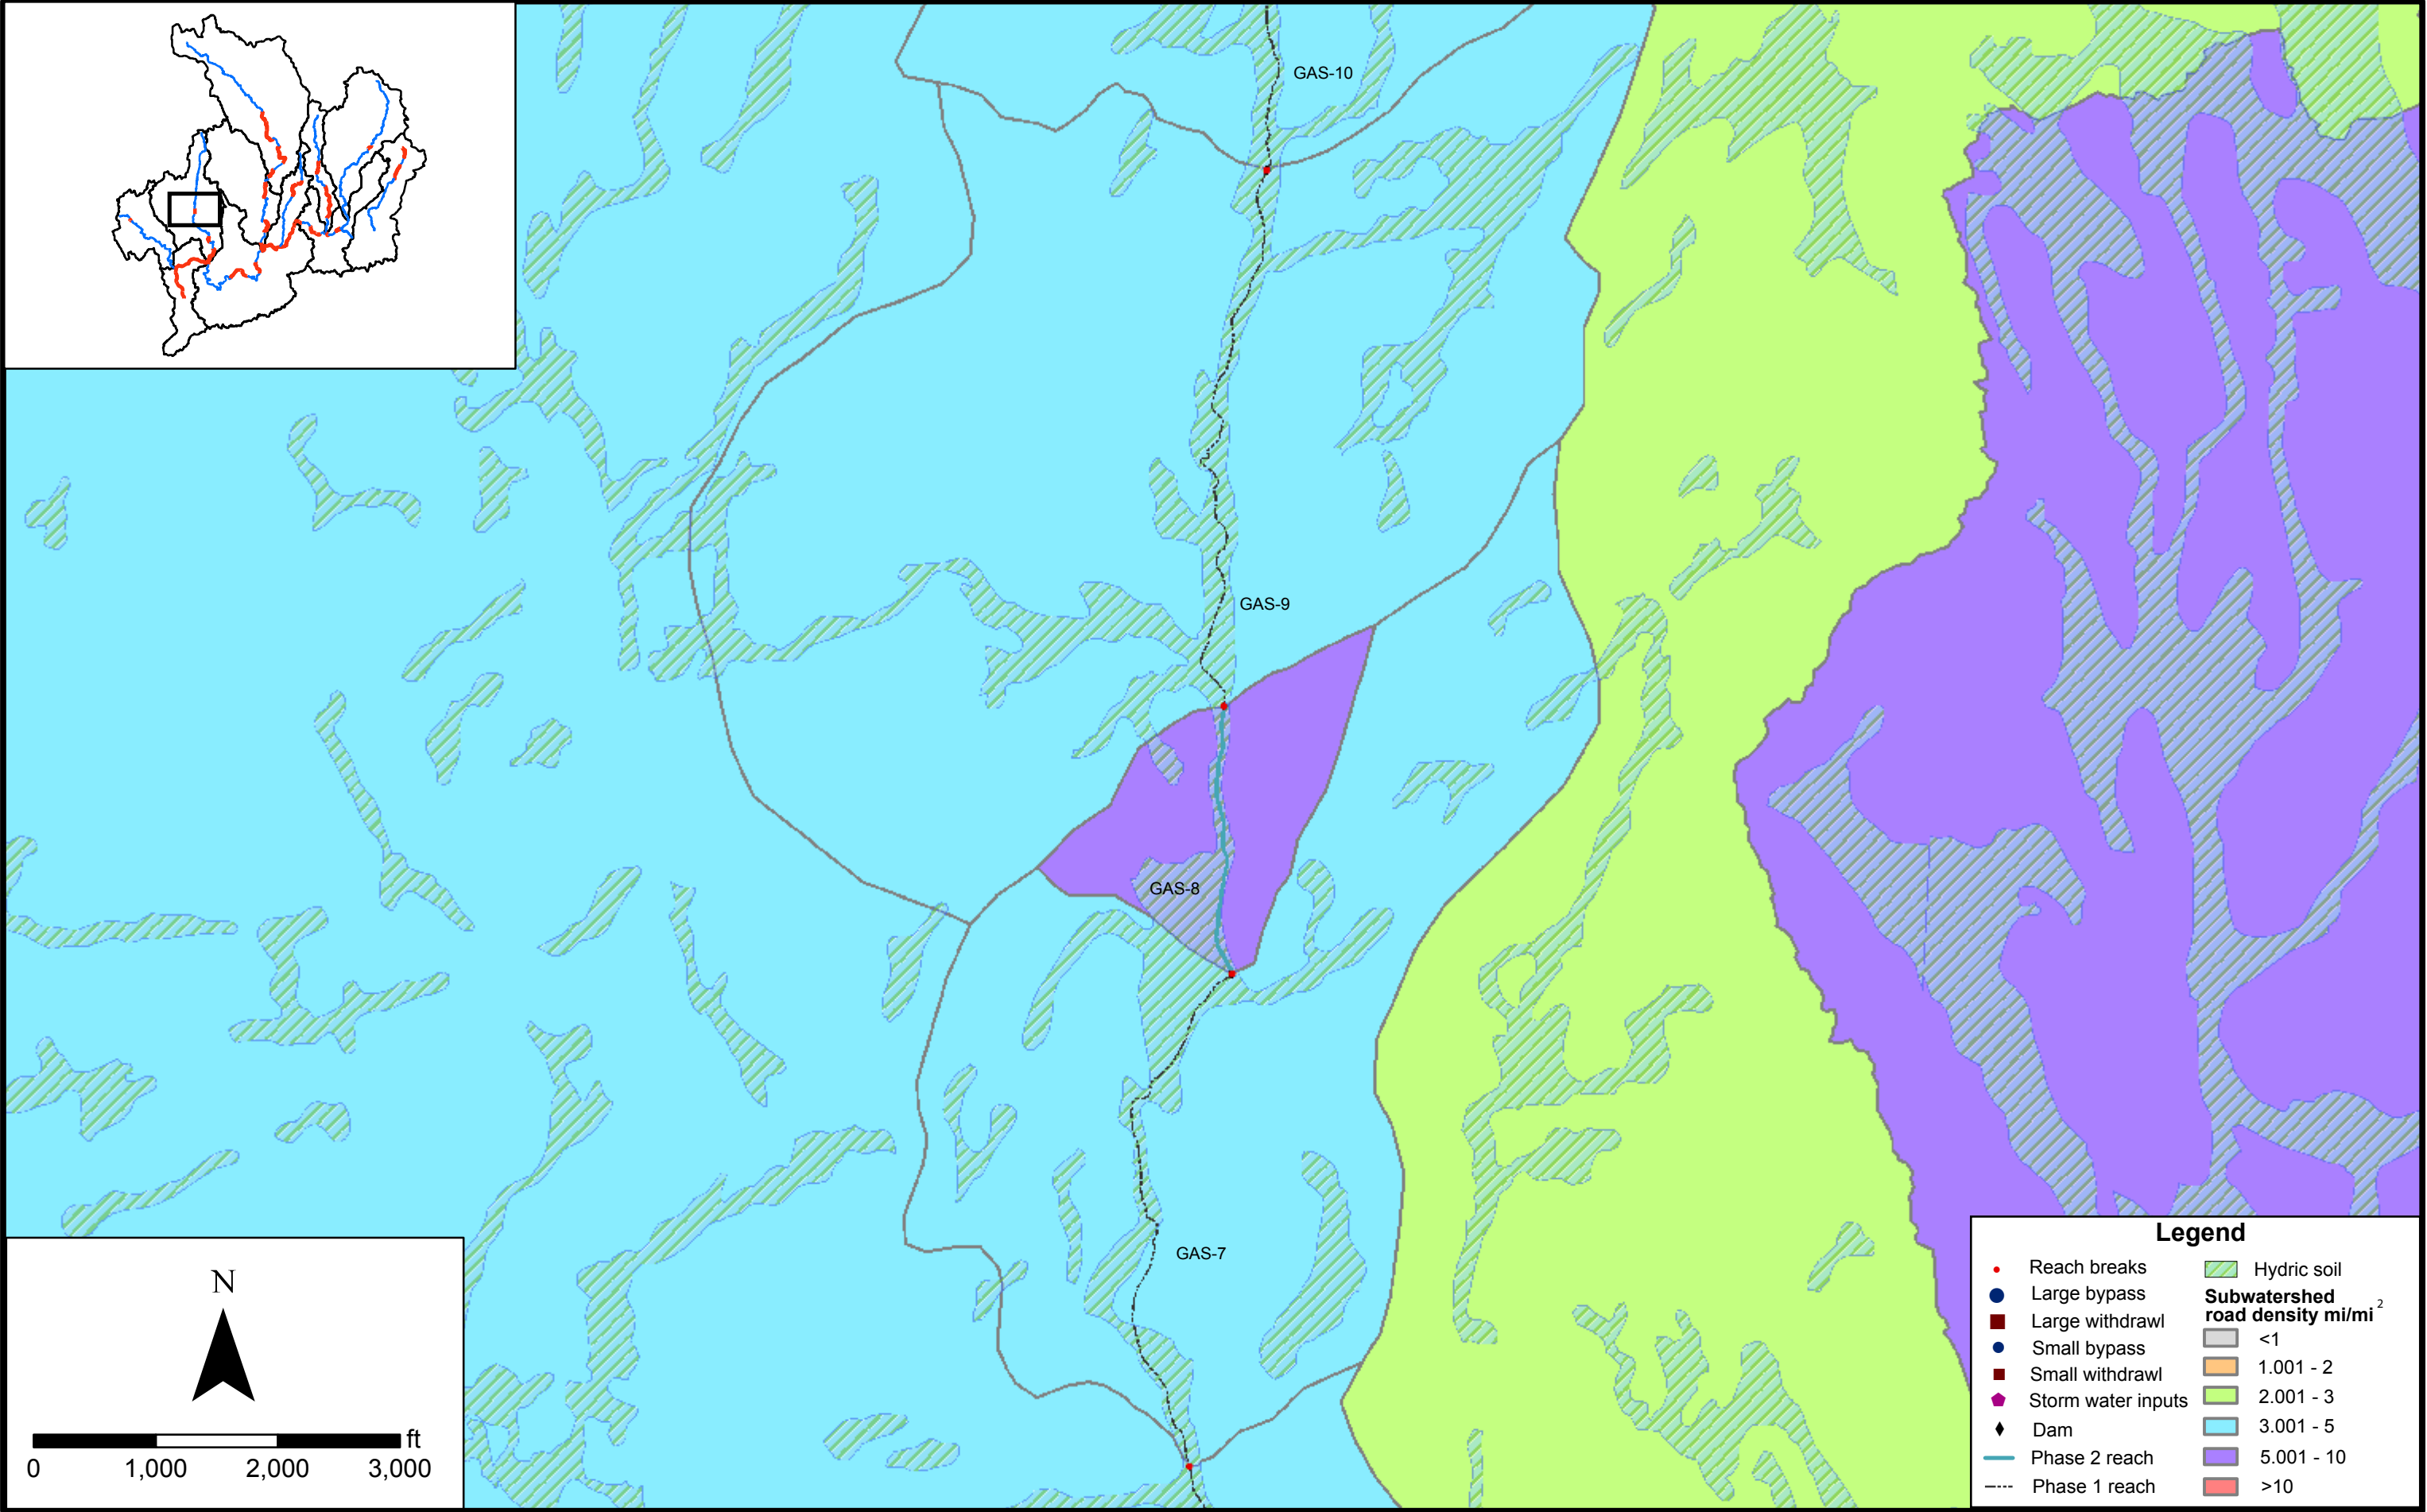 GAS-10
GAS-9
GAS-8
GAS-7
N
ft
0 1,000 2,000 3,000
Legend
Reach breaks
Large bypass
Large withdrawl
Small bypass
Small withdrawl
Storm water inputs
Dam
Phase 2 reach
Phase 1 reach
Hydric soil
Subwatershed
road density mi/mi 2
<1
1.001 - 2
2.001 - 3
3.001 - 5
5.001 - 10
>10